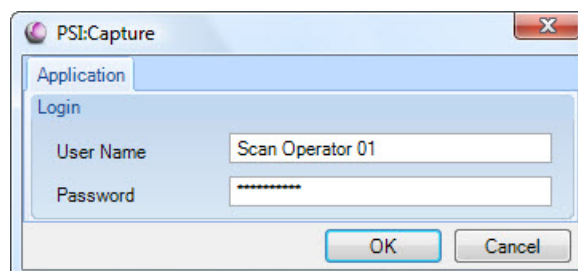 PSI:Capture
Application
Login
User Name Scan Operator 01
Password **********
OK Cancel